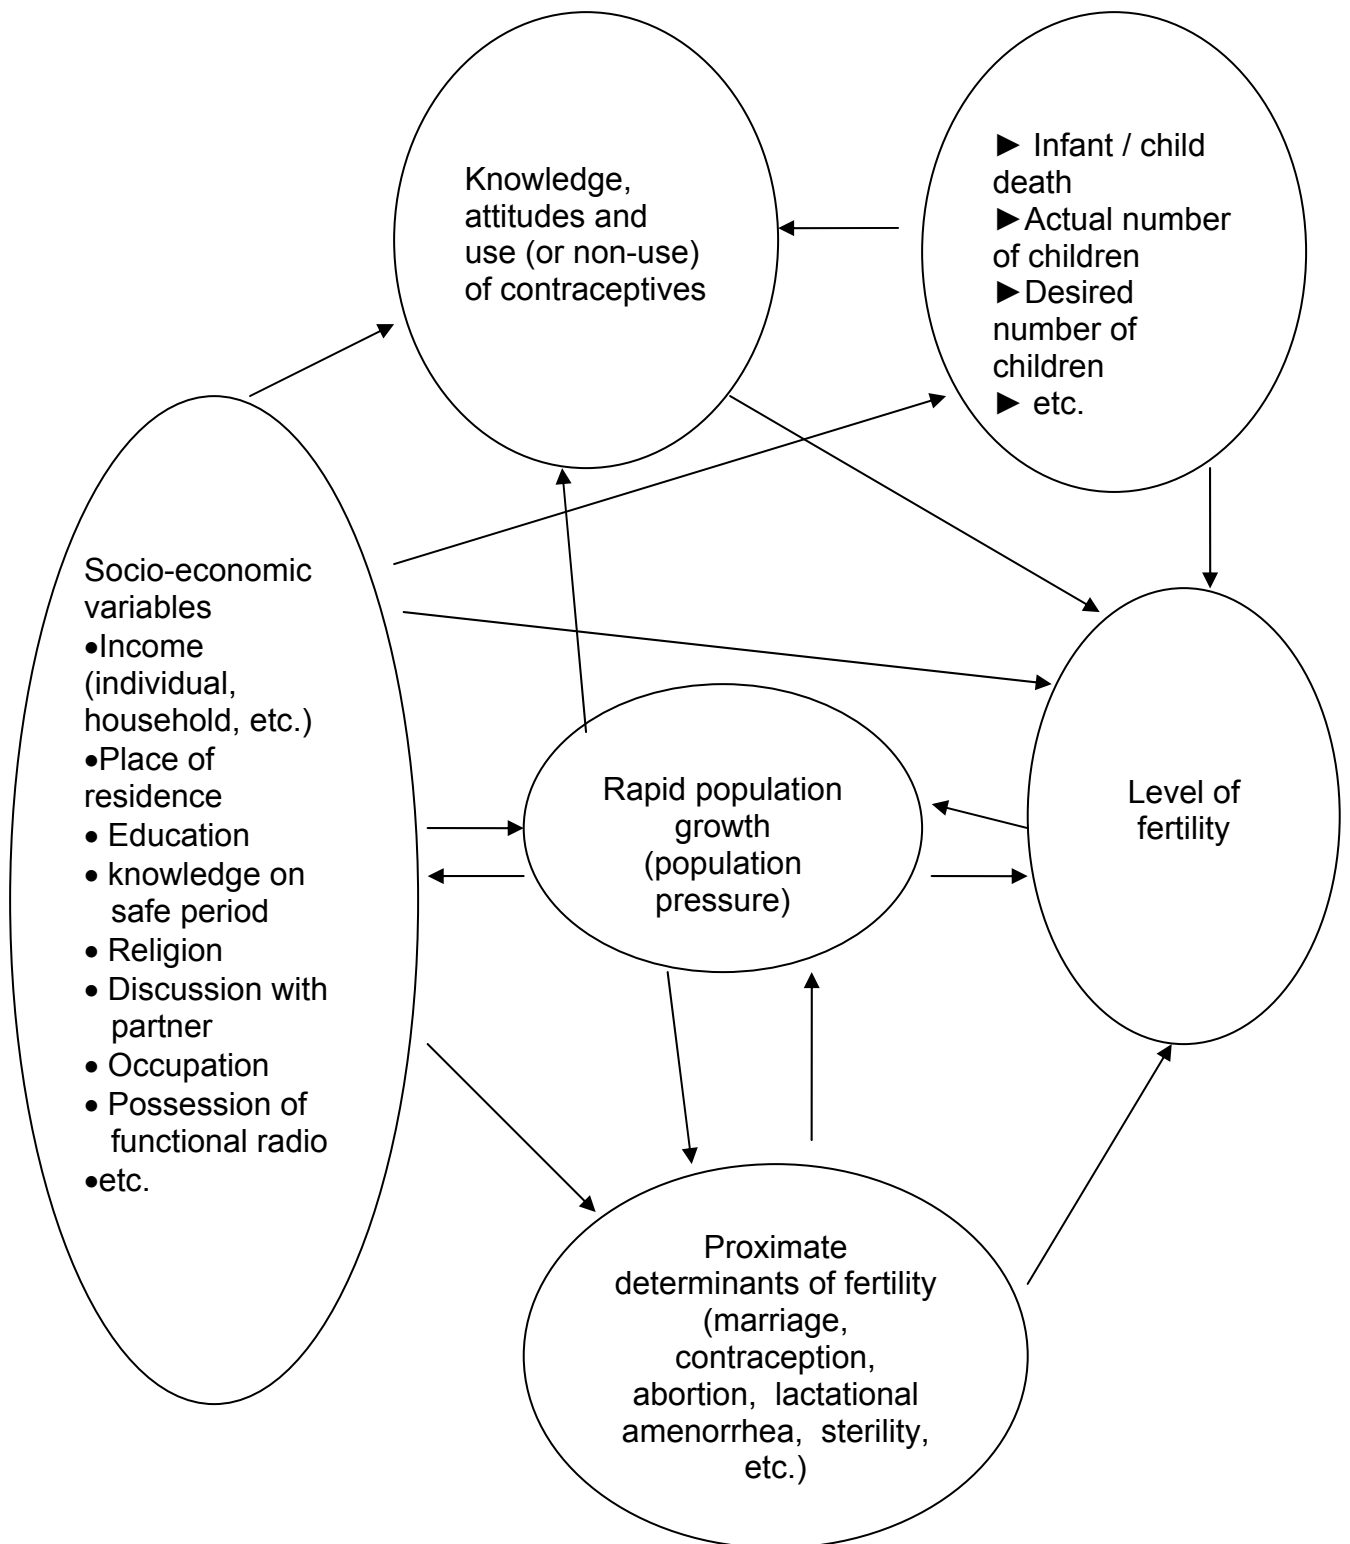 Knowledge,
attitudes and
use (or non-use)
of contraceptives
► Infant / child
death
►Actual number
of children
►Desired
number of
children
► etc.
Socio-economic
variables
•Income
(individual,
household, etc.)
•Place of
residence
• Education
• knowledge on
safe period
• Religion
• Discussion with
partner
• Occupation
• Possession of
functional radio
•etc.
Rapid population
growth
(population
pressure)
Level of
fertility
Proximate
determinants of fertility
(marriage,
contraception,
abortion, lactational
amenorrhea, sterility,
etc.)